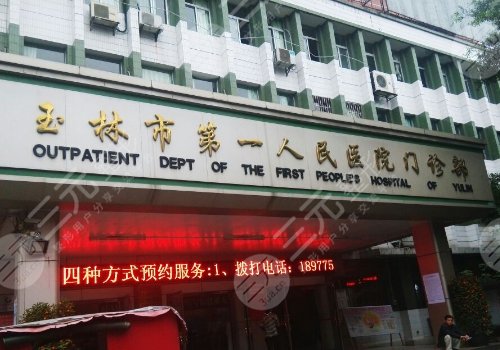 玉林市第一人民医院门诊部
OUTPATIENT DEPT OF THE FIRST PEOPLE'S HOSPITAL OF YULIN
四种方式预约服务:1、拨打电话:189775